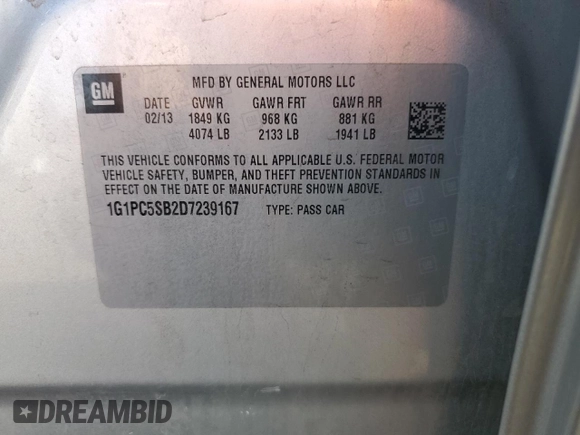 GM
MFD BY GENERAL MOTORS LLC
DATE GVWR GAWR FRT GAWR RR
02/13 1849 KG 968 KG 881 KG
4074 LB 2133 LB 1941 LB
THIS VEHICLE CONFORMS TO ALL APPLICABLE U.S. FEDERAL MOTOR
VEHICLE SAFETY, BUMPER, AND THEFT PREVENTION STANDARDS IN
EFFECT ON THE DATE OF MANUFACTURE SHOWN ABOVE.
1G1PC5SB2D7239167 TYPE: PASS CAR
DREAMBID